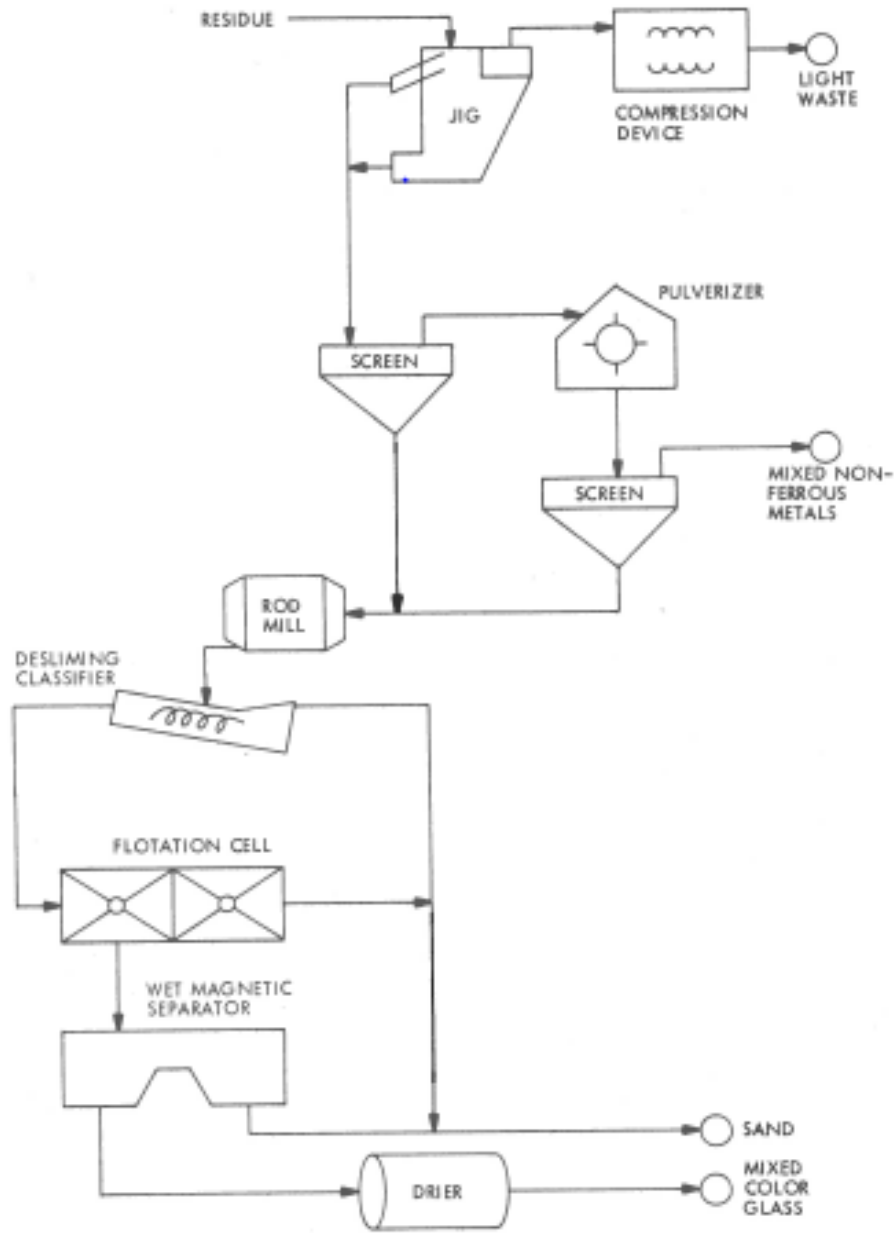 RESIDUE
JIG
COMPRESSION
DEVICE
LIGHT
WASTE
PULVERIZER
SCREEN
SCREEN
MIXED NON-
FERROUS
METALS
ROD
MILL
DESLIMING
CLASSIFIER
FLOTATION CELL
WET MAGNETIC
SEPARATOR
SAND
DRIER
MIXED
COLOR
GLASS